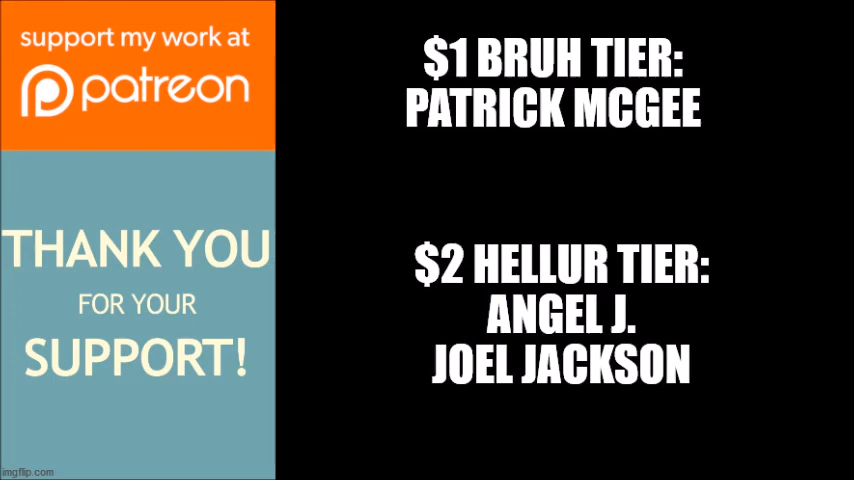 support my work at
patreon
THANK YOU
FOR YOUR
SUPPORT!
$1 BRUH TIER:
PATRICK MCGEE
$2 HELLUR TIER:
ANGEL J.
JOEL JACKSON
imgflip.com